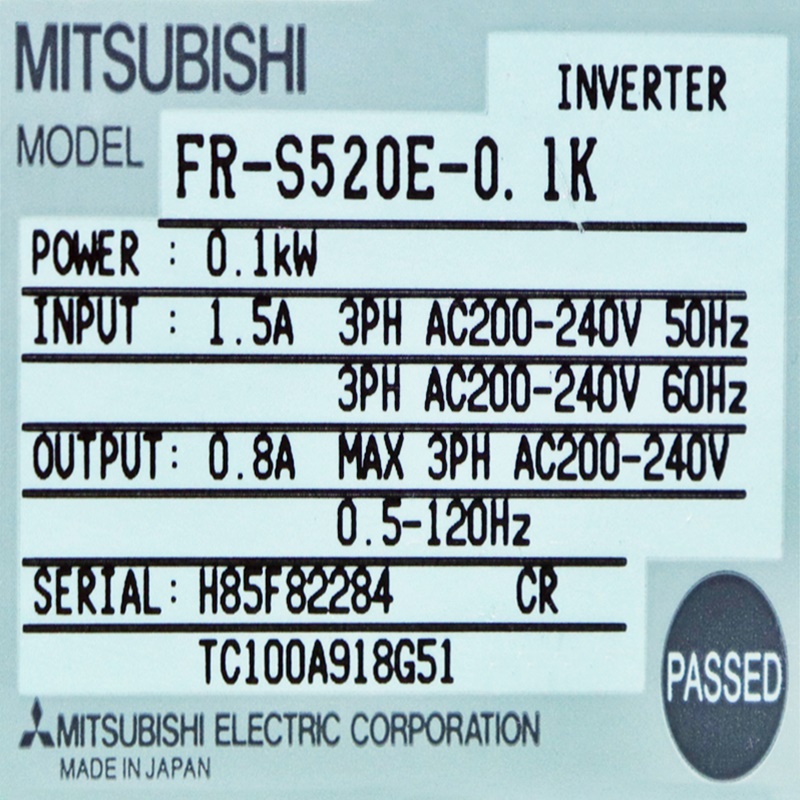 MITSUBISHI
INVERTER
MODEL FR-S520E-0.1K
POWER : 0.1kW
INPUT : 1.5A 3PH AC200-240V 50Hz
3PH AC200-240V 60Hz
OUTPUT: 0.8A MAX 3PH AC200-240V
0.5-120Hz
SERIAL: H85F82284 CR
TC100A918G51
PASSED
MITSUBISHI ELECTRIC CORPORATION
MADE IN JAPAN